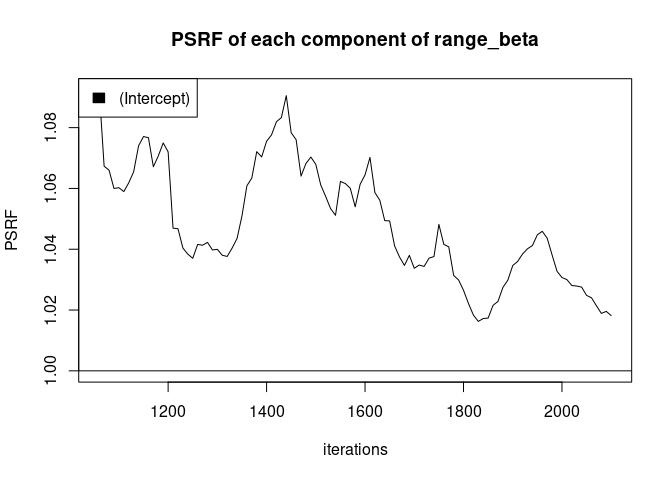 PSRF of each component of range_beta
(Intercept)
PSRF
1.08
1.06
1.04
1.02
1.00
1200 1400 1600 1800 2000
iterations